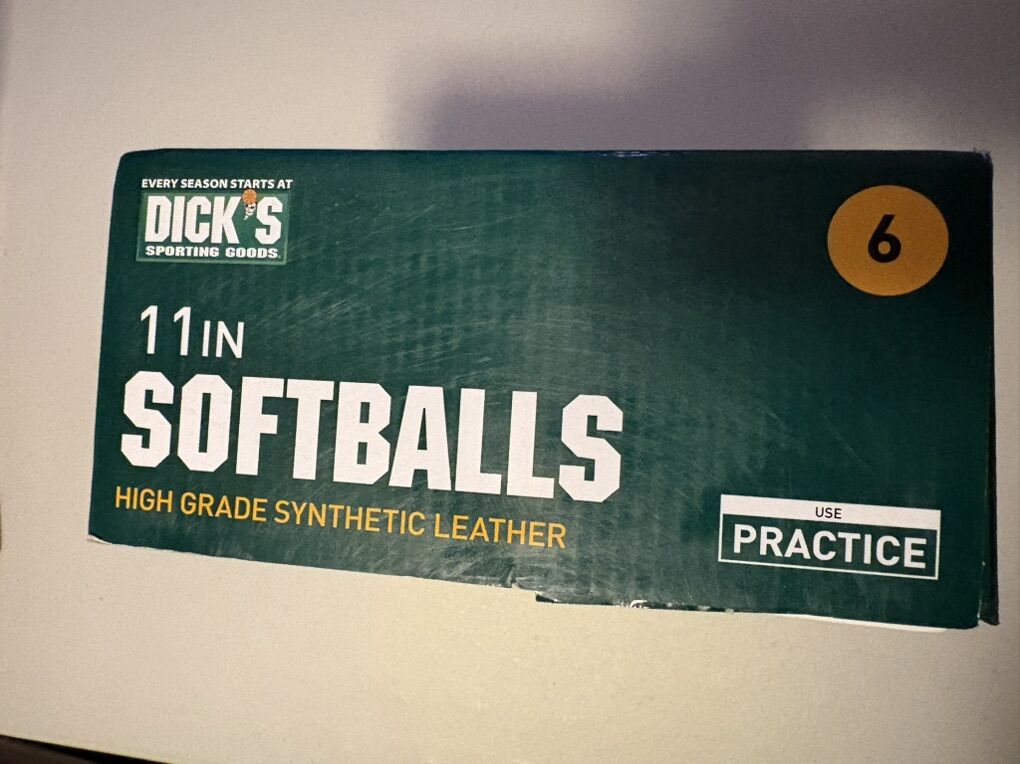 EVERY SEASON STARTS AT
DICK'S
SPORTING GOODS
6
11IN
SOFTBALLS
HIGH GRADE SYNTHETIC LEATHER
USE
PRACTICE